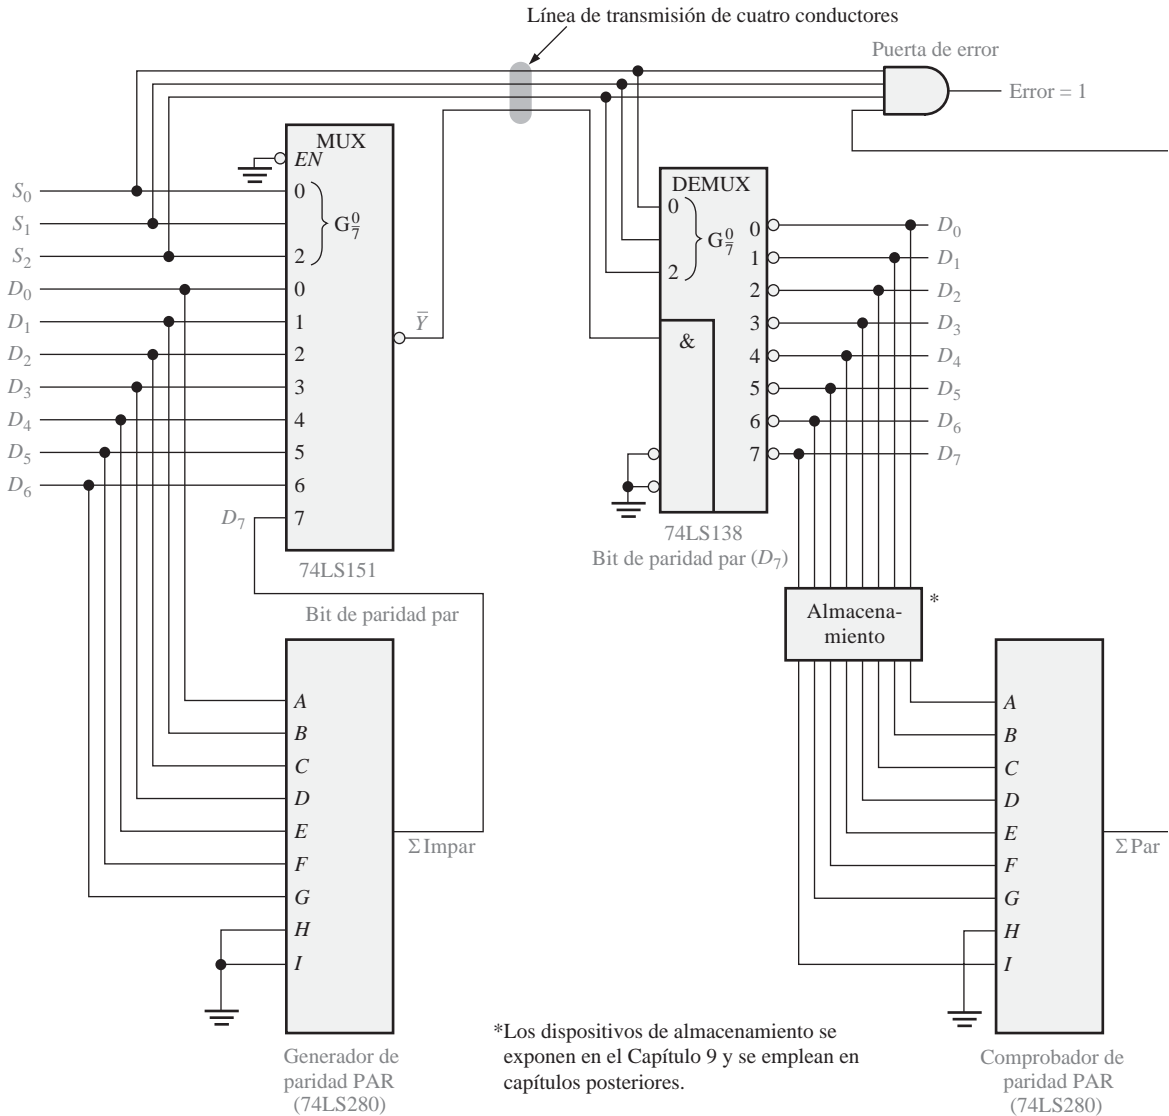 Línea de transmisión de cuatro conductores
Puerta de error
Error = 1
MUX
EN
S0
S1
S2
D0
D1
D2
D3
D4
D5
D6
D7
0
2
G 0/7
0
1
2
3
4
5
6
7
Y̅
74LS151
Bit de paridad par
DEMUX
0
2
G 0/7
&
0
1
2
3
4
5
6
7
D0
D1
D2
D3
D4
D5
D6
D7
74LS138
Bit de paridad par (D7)
Almacena-
miento
*
A
B
C
D
E
F
G
H
I
Σ Impar
Generador de
paridad PAR
(74LS280)
A
B
C
D
E
F
G
H
I
Σ Par
Comprobador de
paridad PAR
(74LS280)
*Los dispositivos de almacenamiento se
exponen en el Capítulo 9 y se emplean en
capítulos posteriores.